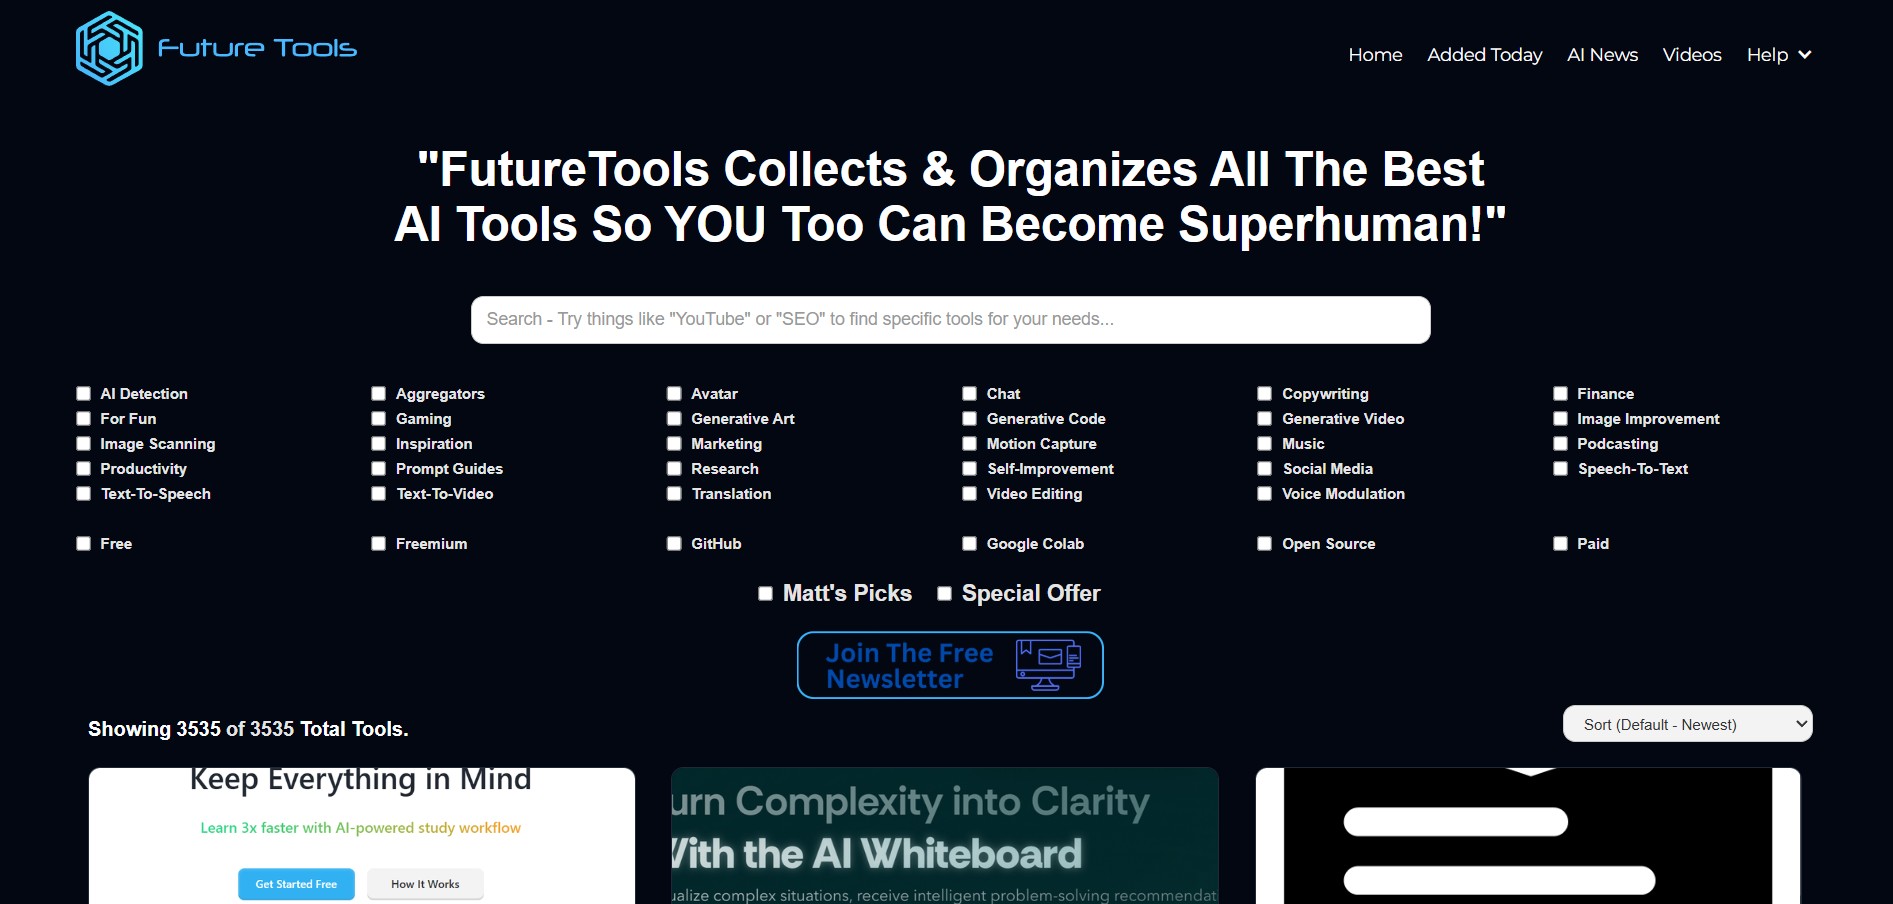 Future Tools
Home Added Today AI News Videos Help
"FutureTools Collects & Organizes All The Best
AI Tools So YOU Too Can Become Superhuman!"
Search - Try things like "YouTube" or "SEO" to find specific tools for your needs...
AI Detection Aggregators Avatar Chat Copywriting Finance
For Fun Gaming Generative Art Generative Code Generative Video Image Improvement
Image Scanning Inspiration Marketing Motion Capture Music Podcasting
Productivity Prompt Guides Research Self-Improvement Social Media Speech-To-Text
Text-To-Speech Text-To-Video Translation Video Editing Voice Modulation
Free Freemium GitHub Google Colab Open Source Paid
Matt's Picks Special Offer
Join The Free
Newsletter
Showing 3535 of 3535 Total Tools.
Sort (Default - Newest)
Keep Everything in Mind
Learn 3x faster with AI-powered study workflow
Get Started Free How It Works
urn Complexity into Clarity
With the AI Whiteboard
ualize complex situations, receive intelligent problem-solving recommendat